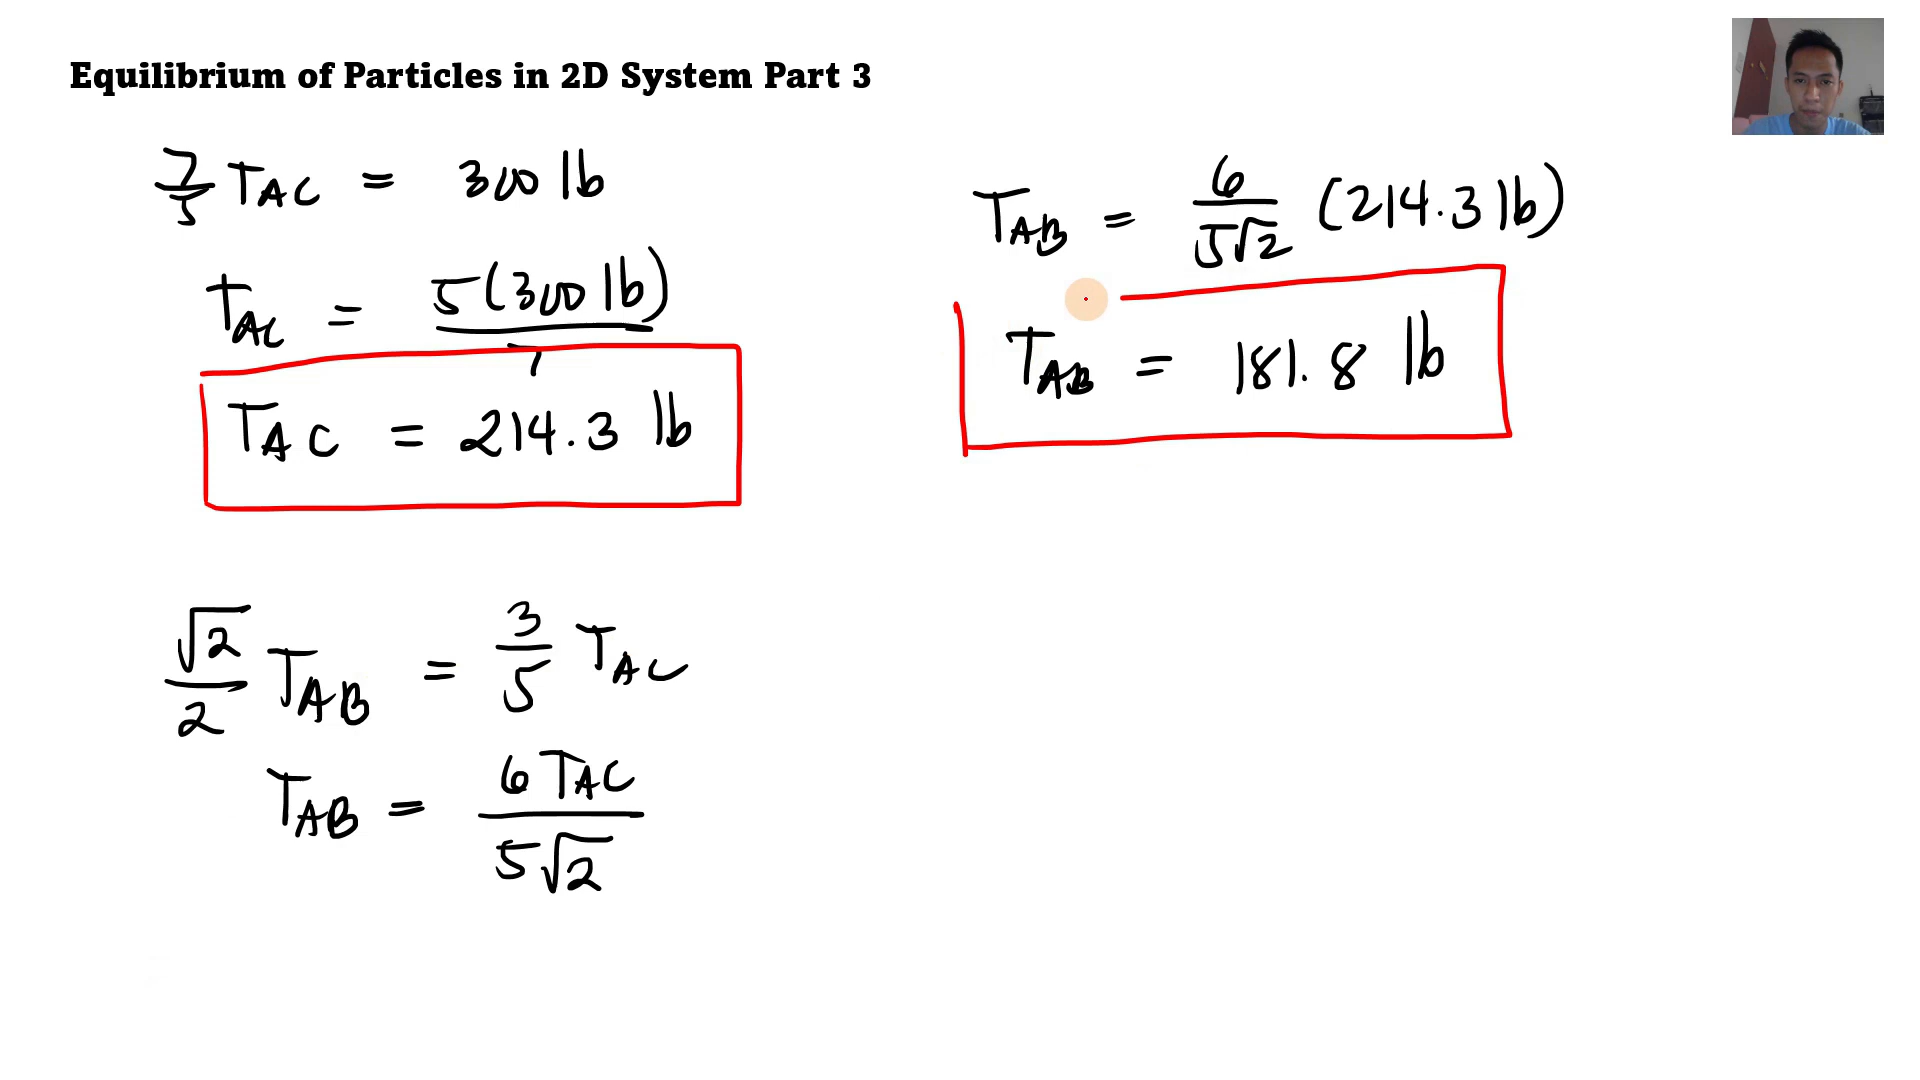 Equilibrium of Particles in 2D System Part 3
7/5 TAC = 300 lb
TAC = 5(300 lb)/7
TAC = 214.3 lb
√2/2 TAB = 3/5 TAC
TAB = 6 TAC/5√2
TAB = 6/5√2 (214.3 lb)
TAB = 181.8 lb